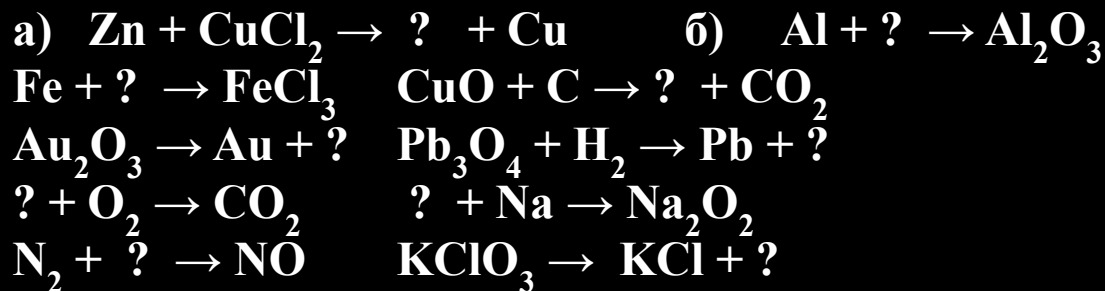 а) Zn + CuCl₂ → ? + Cu б) Al + ? → Al₂O₃
Fe + ? → FeCl₃ CuO + C → ? + CO₂
Au₂O₃ → Au + ? Pb₃O₄ + H₂ → Pb + ?
? + O₂ → CO₂ ? + Na → Na₂O₂
N₂ + ? → NO KClO₃ → KCl + ?